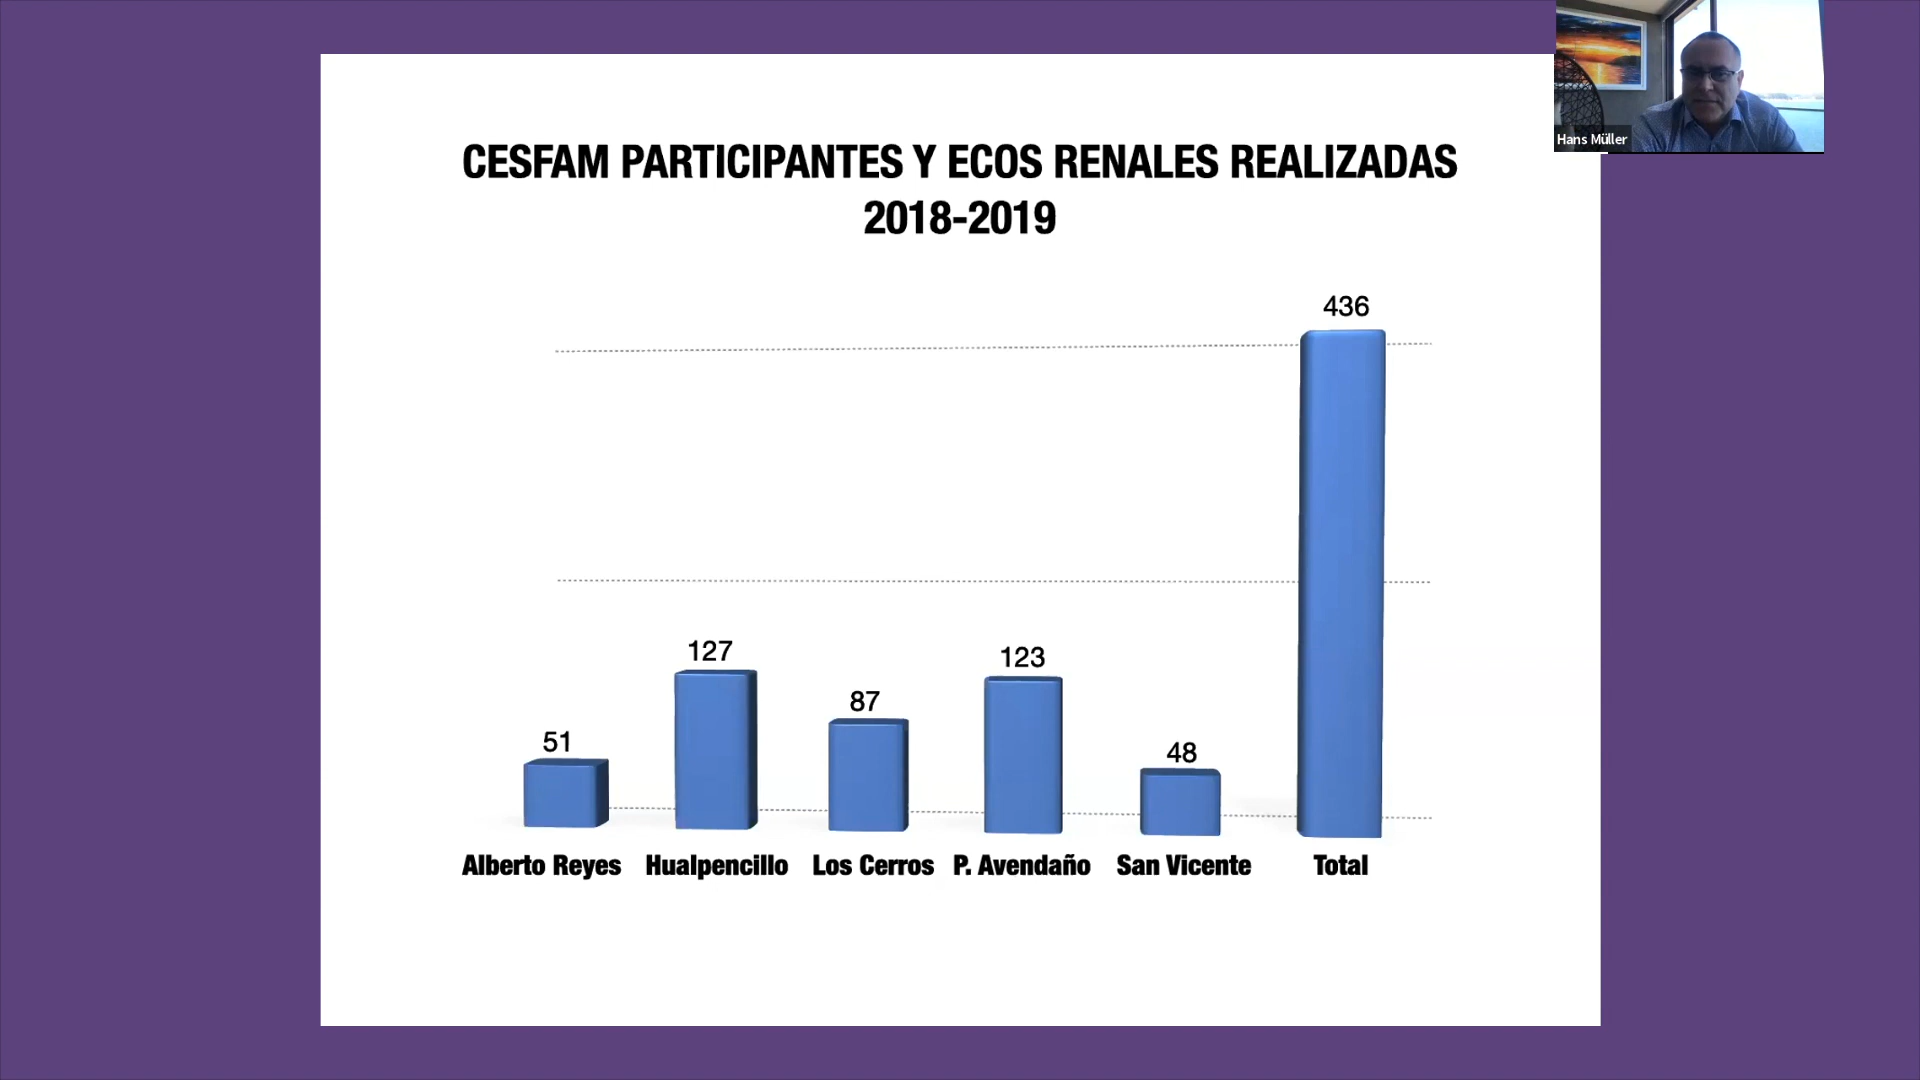 Hans Müller
CESFAM PARTICIPANTES Y ECOS RENALES REALIZADAS
2018-2019
436
127
123
87
51
48
Alberto Reyes Hualpencillo Los Cerros P. Avendaño San Vicente Total